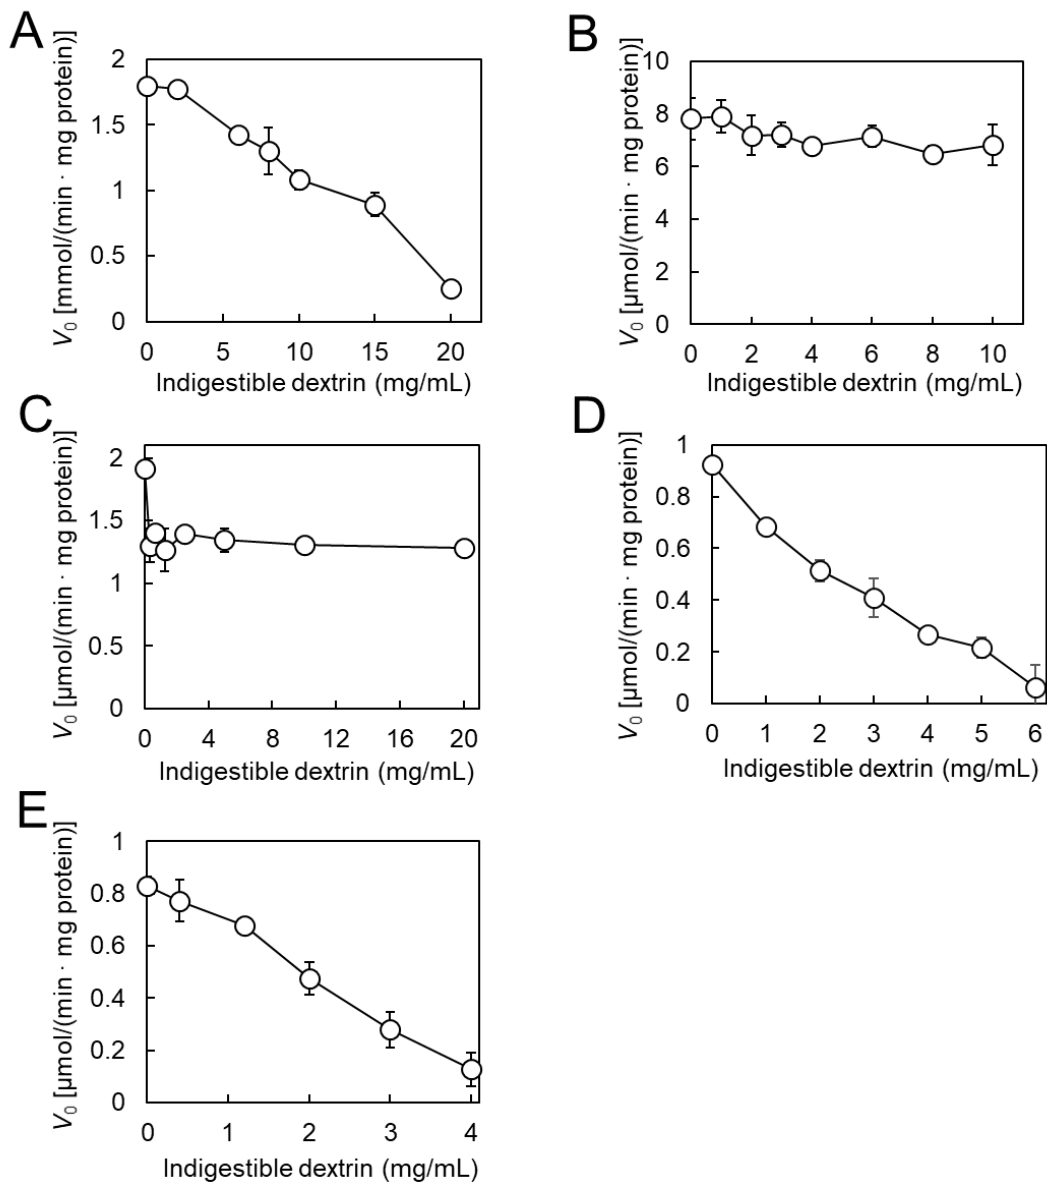 A
V₀ [mmol/(min · mg protein)]
2
1.5
1
0.5
0
0 5 10 15 20
Indigestible dextrin (mg/mL)
B
V₀ [µmol/(min · mg protein)]
10
8
6
4
2
0
0 2 4 6 8 10
Indigestible dextrin (mg/mL)
C
V₀ [µmol/(min · mg protein)]
2
1.5
1
0.5
0
0 4 8 12 16 20
Indigestible dextrin (mg/mL)
D
V₀ [µmol/(min · mg protein)]
1
0.8
0.6
0.4
0.2
0
0 1 2 3 4 5 6
Indigestible dextrin (mg/mL)
E
V₀ [µmol/(min · mg protein)]
1
0.8
0.6
0.4
0.2
0
0 1 2 3 4
Indigestible dextrin (mg/mL)